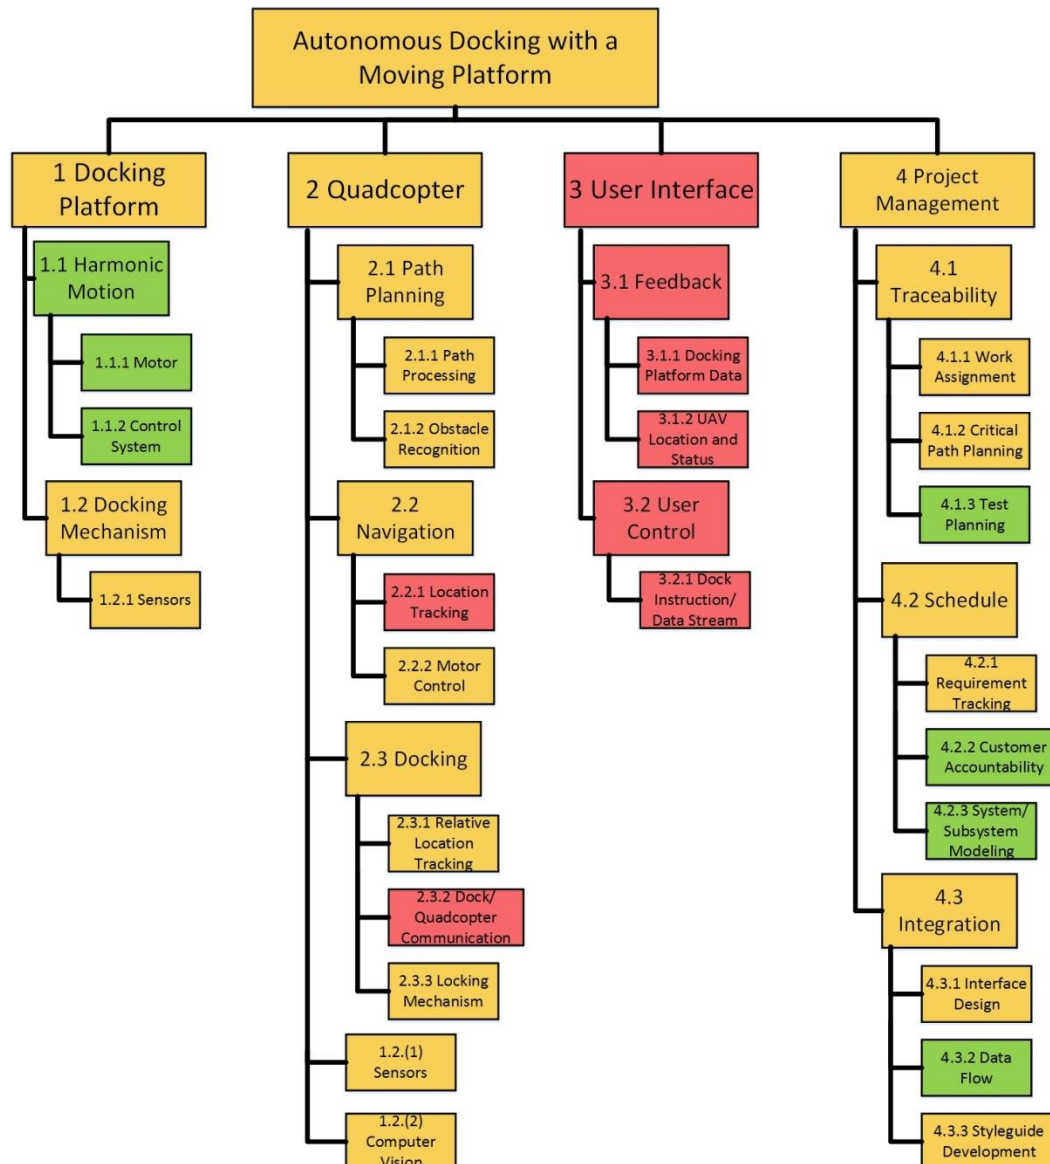 Autonomous Docking with a
Moving Platform
1 Docking
Platform
1.1 Harmonic
Motion
1.1.1 Motor
1.1.2 Control
System
1.2 Docking
Mechanism
1.2.1 Sensors
2 Quadcopter
2.1 Path
Planning
2.1.1 Path
Processing
2.1.2 Obstacle
Recognition
2.2
Navigation
2.2.1 Location
Tracking
2.2.2 Motor
Control
2.3 Docking
2.3.1 Relative
Location
Tracking
2.3.2 Dock/
Quadcopter
Communication
2.3.3 Locking
Mechanism
1.2.(1)
Sensors
1.2.(2)
Computer
Vision
3 User Interface
3.1 Feedback
3.1.1 Docking
Platform Data
3.1.2 UAV
Location and
Status
3.2 User
Control
3.2.1 Dock
Instruction/
Data Stream
4 Project
Management
4.1
Traceability
4.1.1 Work
Assignment
4.1.2 Critical
Path Planning
4.1.3 Test
Planning
4.2 Schedule
4.2.1
Requirement
Tracking
4.2.2 Customer
Accountability
4.2.3 System/
Subsystem
Modeling
4.3
Integration
4.3.1 Interface
Design
4.3.2 Data
Flow
4.3.3 Styleguide
Development